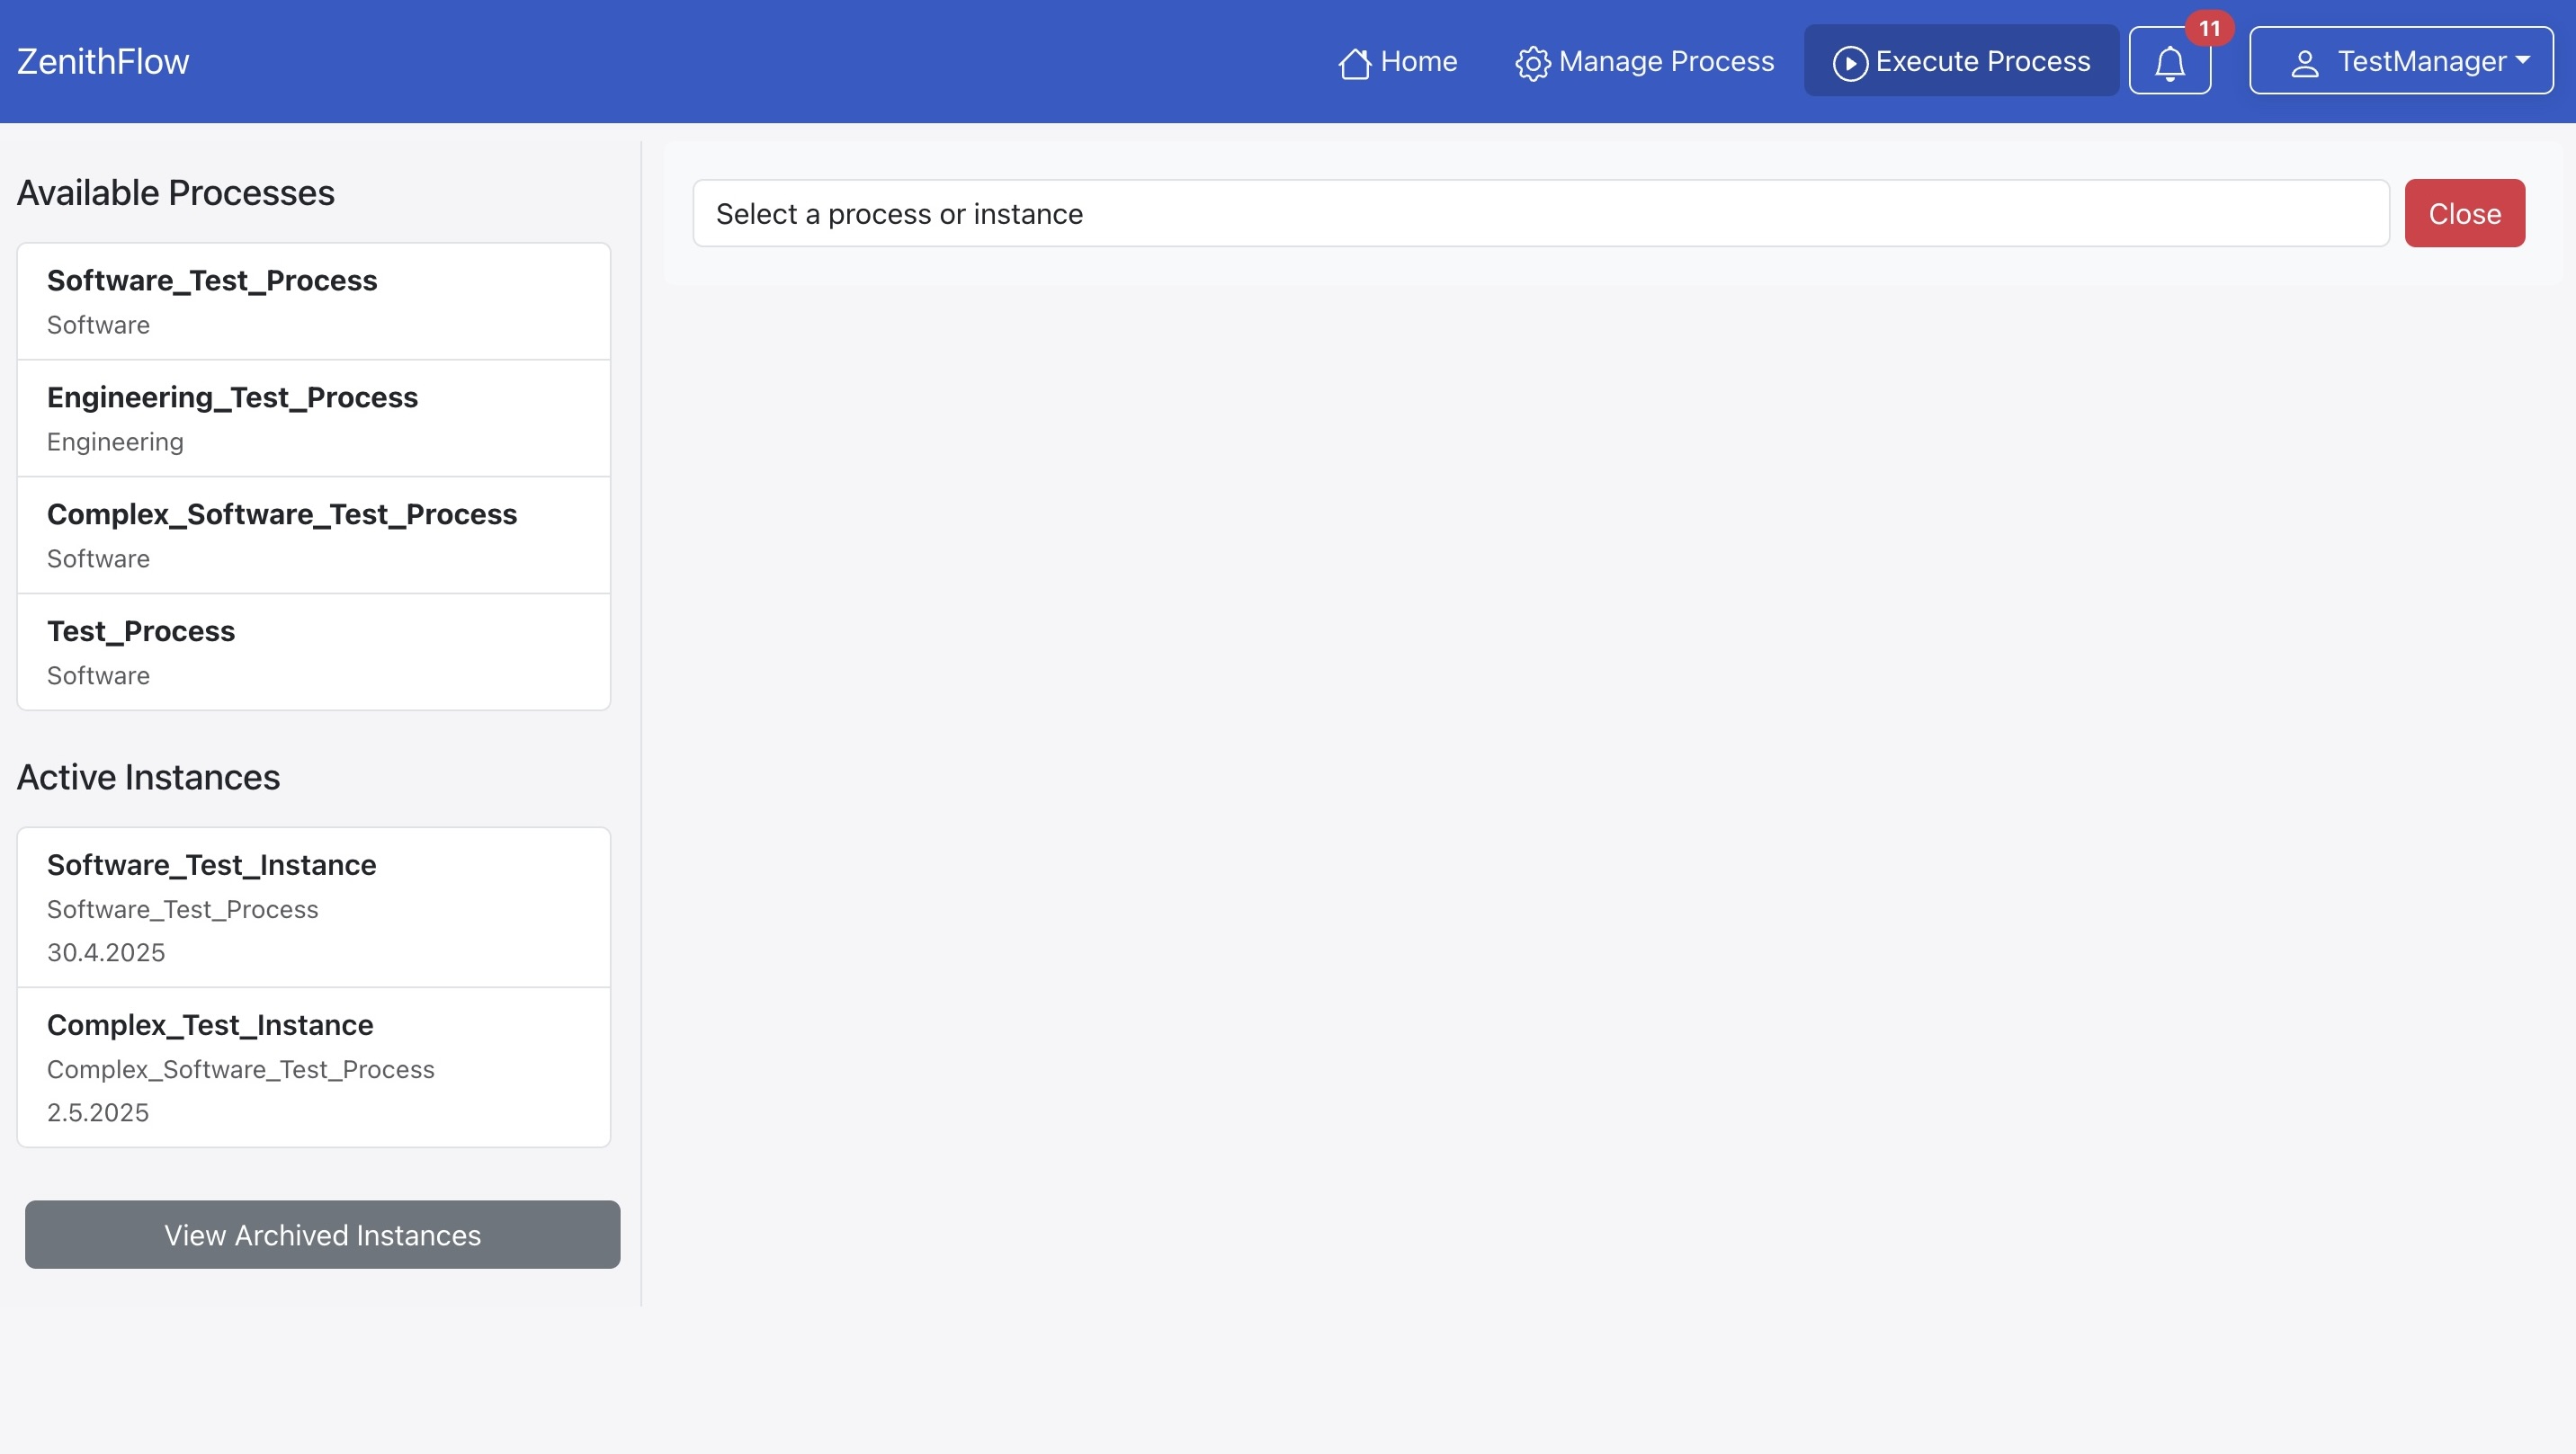 ZenithFlow
Home
Manage Process
Execute Process
11
TestManager
Available Processes
Software_Test_Process
Software
Engineering_Test_Process
Engineering
Complex_Software_Test_Process
Software
Test_Process
Software
Active Instances
Software_Test_Instance
Software_Test_Process
30.4.2025
Complex_Test_Instance
Complex_Software_Test_Process
2.5.2025
View Archived Instances
Select a process or instance
Close